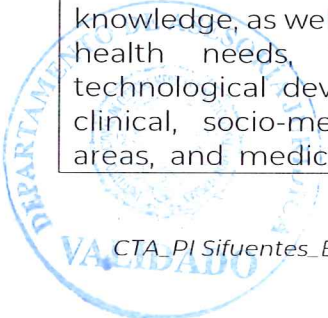 knowledge, as we
health needs,
technological dev
clinical, socio-me
areas, and medic
CTA_PI Sifuentes_E
VALIDADO